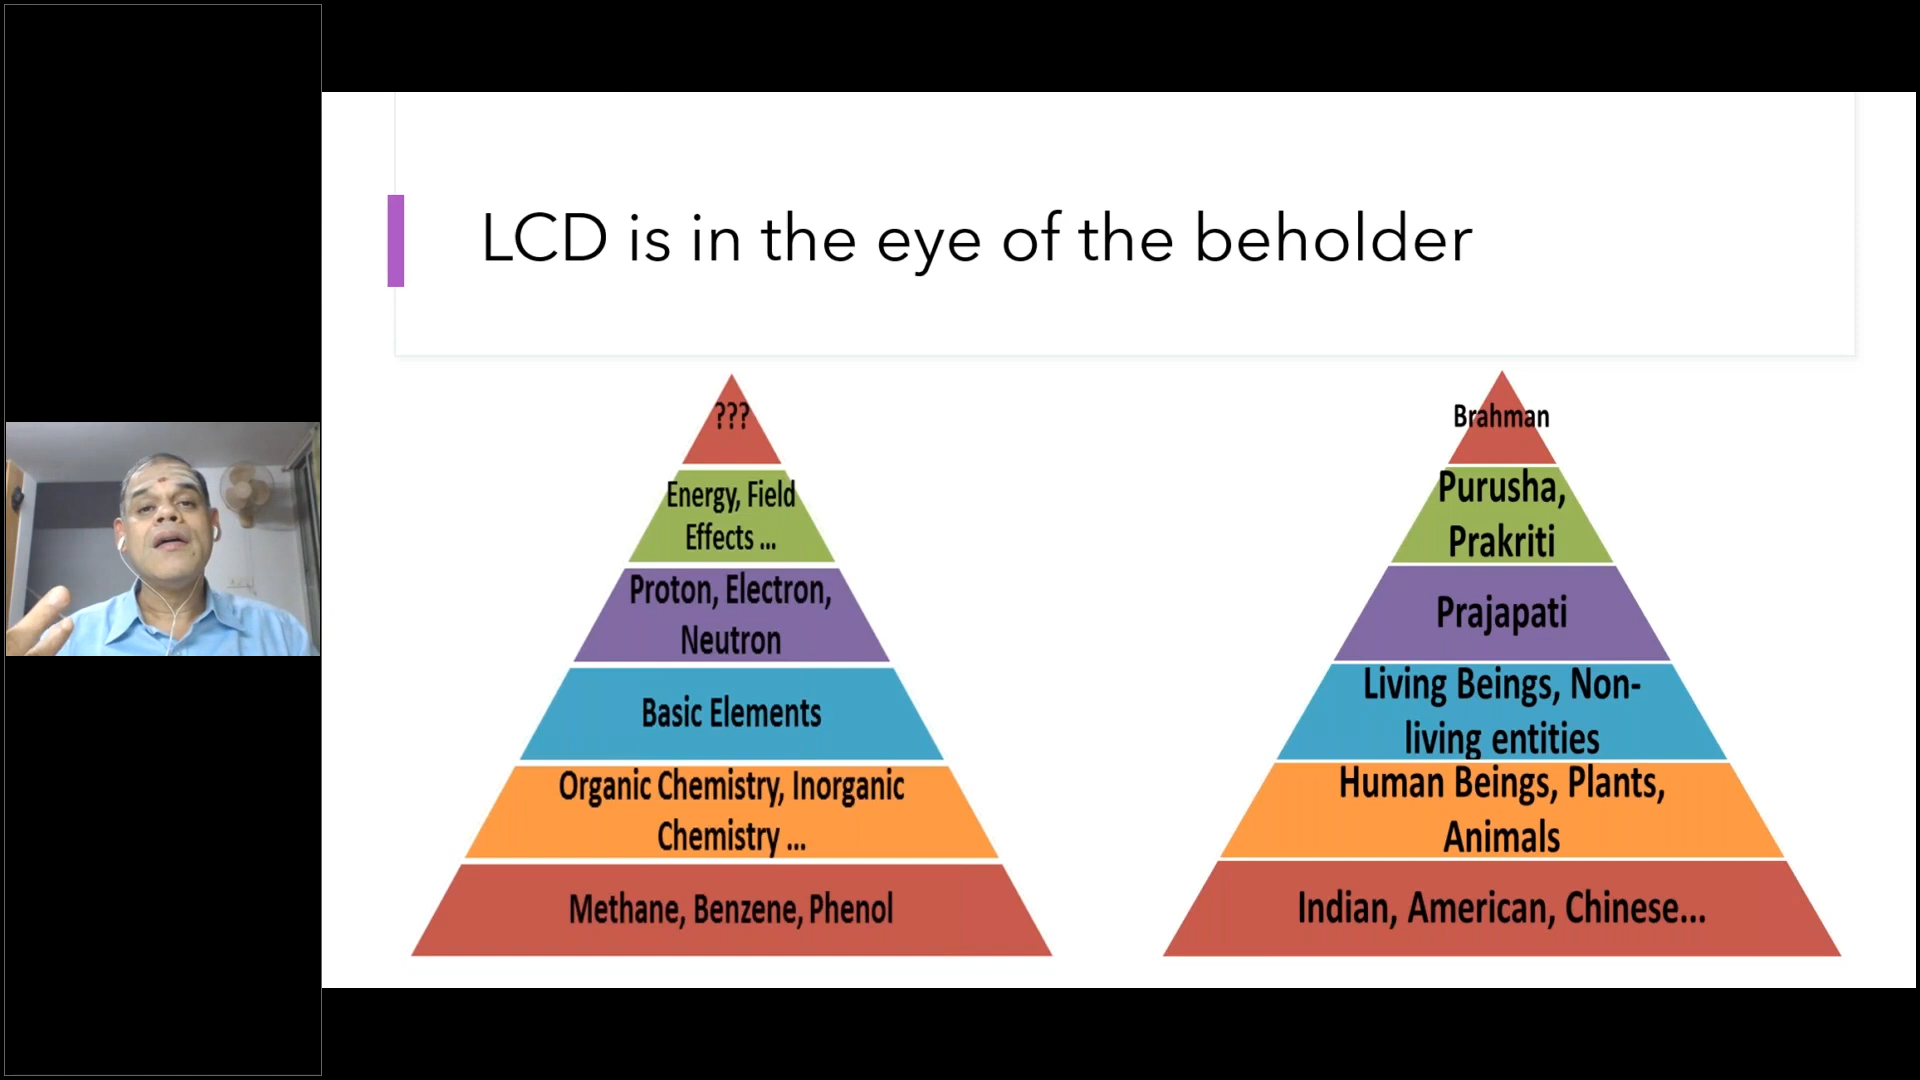 LCD is in the eye of the beholder
???
Energy, Field
Effects ...
Proton, Electron,
Neutron
Basic Elements
Organic Chemistry, Inorganic
Chemistry ...
Methane, Benzene, Phenol
Brahman
Purusha,
Prakriti
Prajapati
Living Beings, Non-
living entities
Human Beings, Plants,
Animals
Indian, American, Chinese...